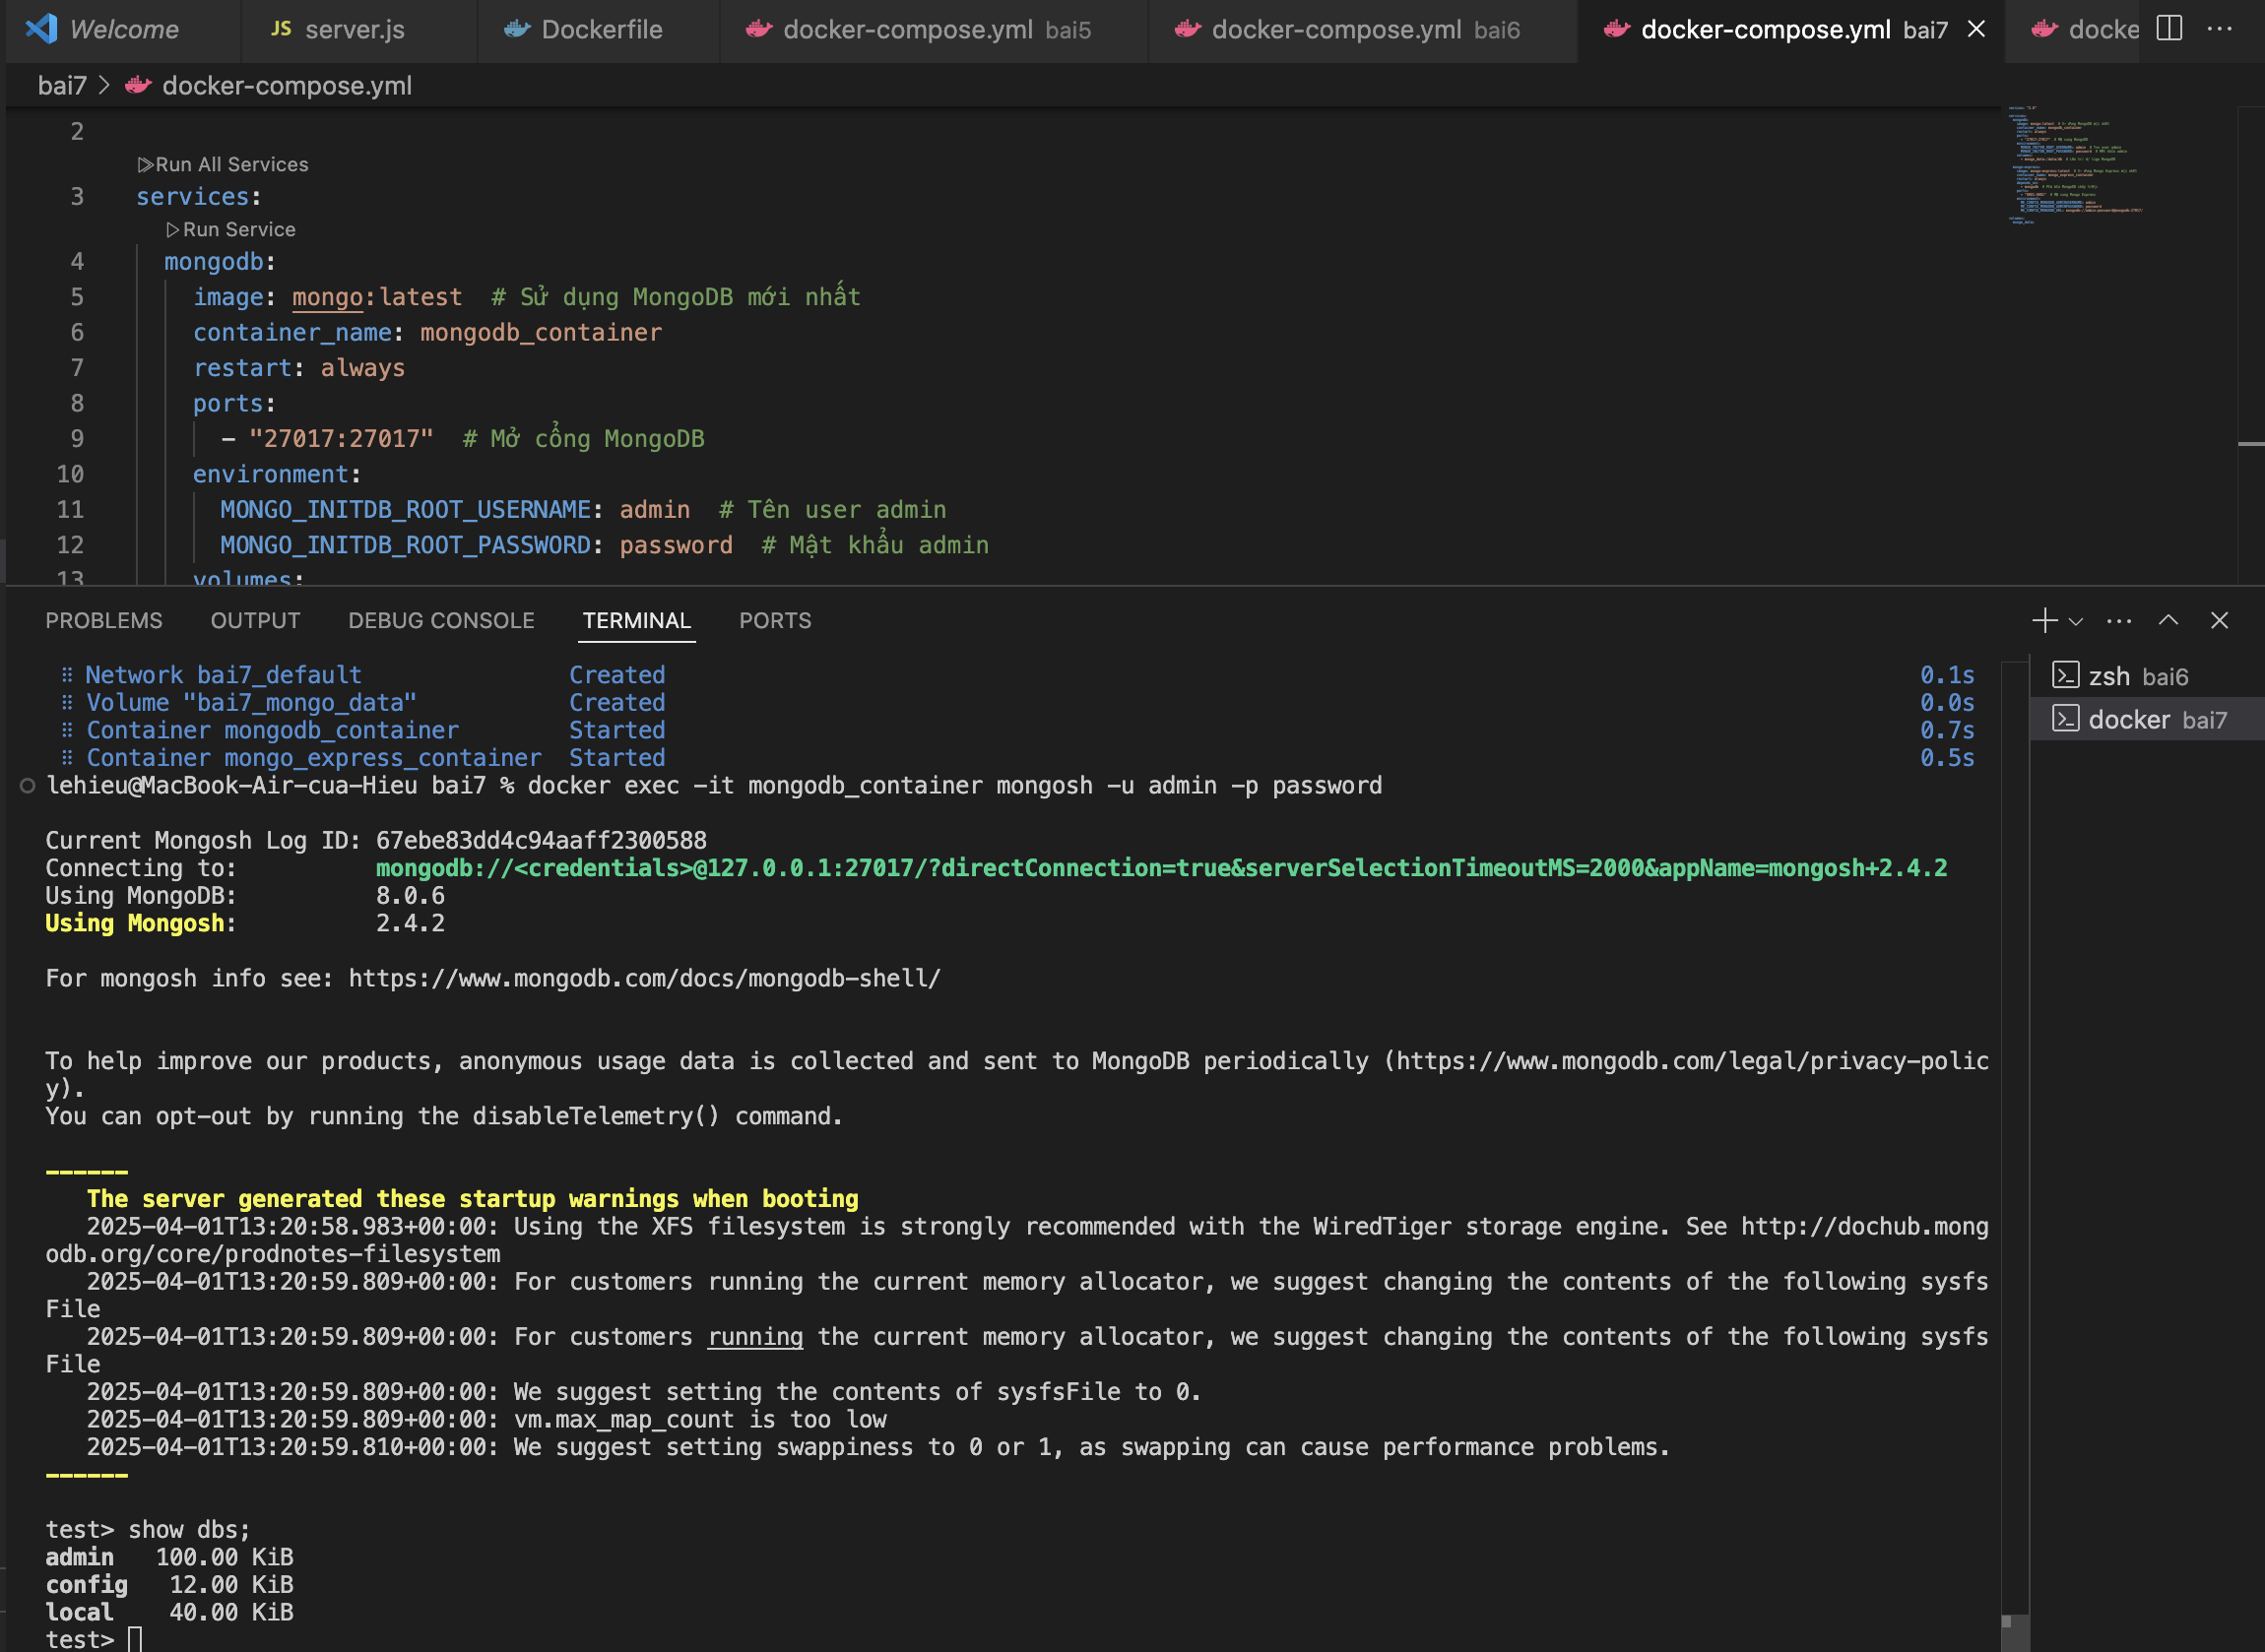 Welcome
JS server.js
Dockerfile
docker-compose.yml bai5
docker-compose.yml bai6
docker-compose.yml bai7
docke
bai7 > docker-compose.yml
2
Run All Services
3 services:
Run Service
4 mongodb:
5 image: mongo:latest # Sử dụng MongoDB mới nhất
6 container_name: mongodb_container
7 restart: always
8 ports:
9 - "27017:27017" # Mở cổng MongoDB
10 environment:
11 MONGO_INITDB_ROOT_USERNAME: admin # Tên user admin
12 MONGO_INITDB_ROOT_PASSWORD: password # Mật khẩu admin
13 volumes:
PROBLEMS OUTPUT DEBUG CONSOLE TERMINAL PORTS
zsh bai6
docker bai7
Network bai7_default Created 0.1s
Volume "bai7_mongo_data" Created 0.0s
Container mongodb_container Started 0.7s
Container mongo_express_container Started 0.5s
lehieu@MacBook-Air-cua-Hieu bai7 % docker exec -it mongodb_container mongosh -u admin -p password
Current Mongosh Log ID: 67ebe83dd4c94aaff2300588
Connecting to: mongodb://<credentials>@127.0.0.1:27017/?directConnection=true&serverSelectionTimeoutMS=2000&appName=mongosh+2.4.2
Using MongoDB: 8.0.6
Using Mongosh: 2.4.2
For mongosh info see: https://www.mongodb.com/docs/mongodb-shell/
To help improve our products, anonymous usage data is collected and sent to MongoDB periodically (https://www.mongodb.com/legal/privacy-polic
y).
You can opt-out by running the disableTelemetry() command.
------
The server generated these startup warnings when booting
2025-04-01T13:20:58.983+00:00: Using the XFS filesystem is strongly recommended with the WiredTiger storage engine. See http://dochub.mong
odb.org/core/prodnotes-filesystem
2025-04-01T13:20:59.809+00:00: For customers running the current memory allocator, we suggest changing the contents of the following sysfs
File
2025-04-01T13:20:59.809+00:00: For customers running the current memory allocator, we suggest changing the contents of the following sysfs
File
2025-04-01T13:20:59.809+00:00: We suggest setting the contents of sysfsFile to 0.
2025-04-01T13:20:59.809+00:00: vm.max_map_count is too low
2025-04-01T13:20:59.810+00:00: We suggest setting swappiness to 0 or 1, as swapping can cause performance problems.
------
test> show dbs;
admin 100.00 KiB
config 12.00 KiB
local 40.00 KiB
test>